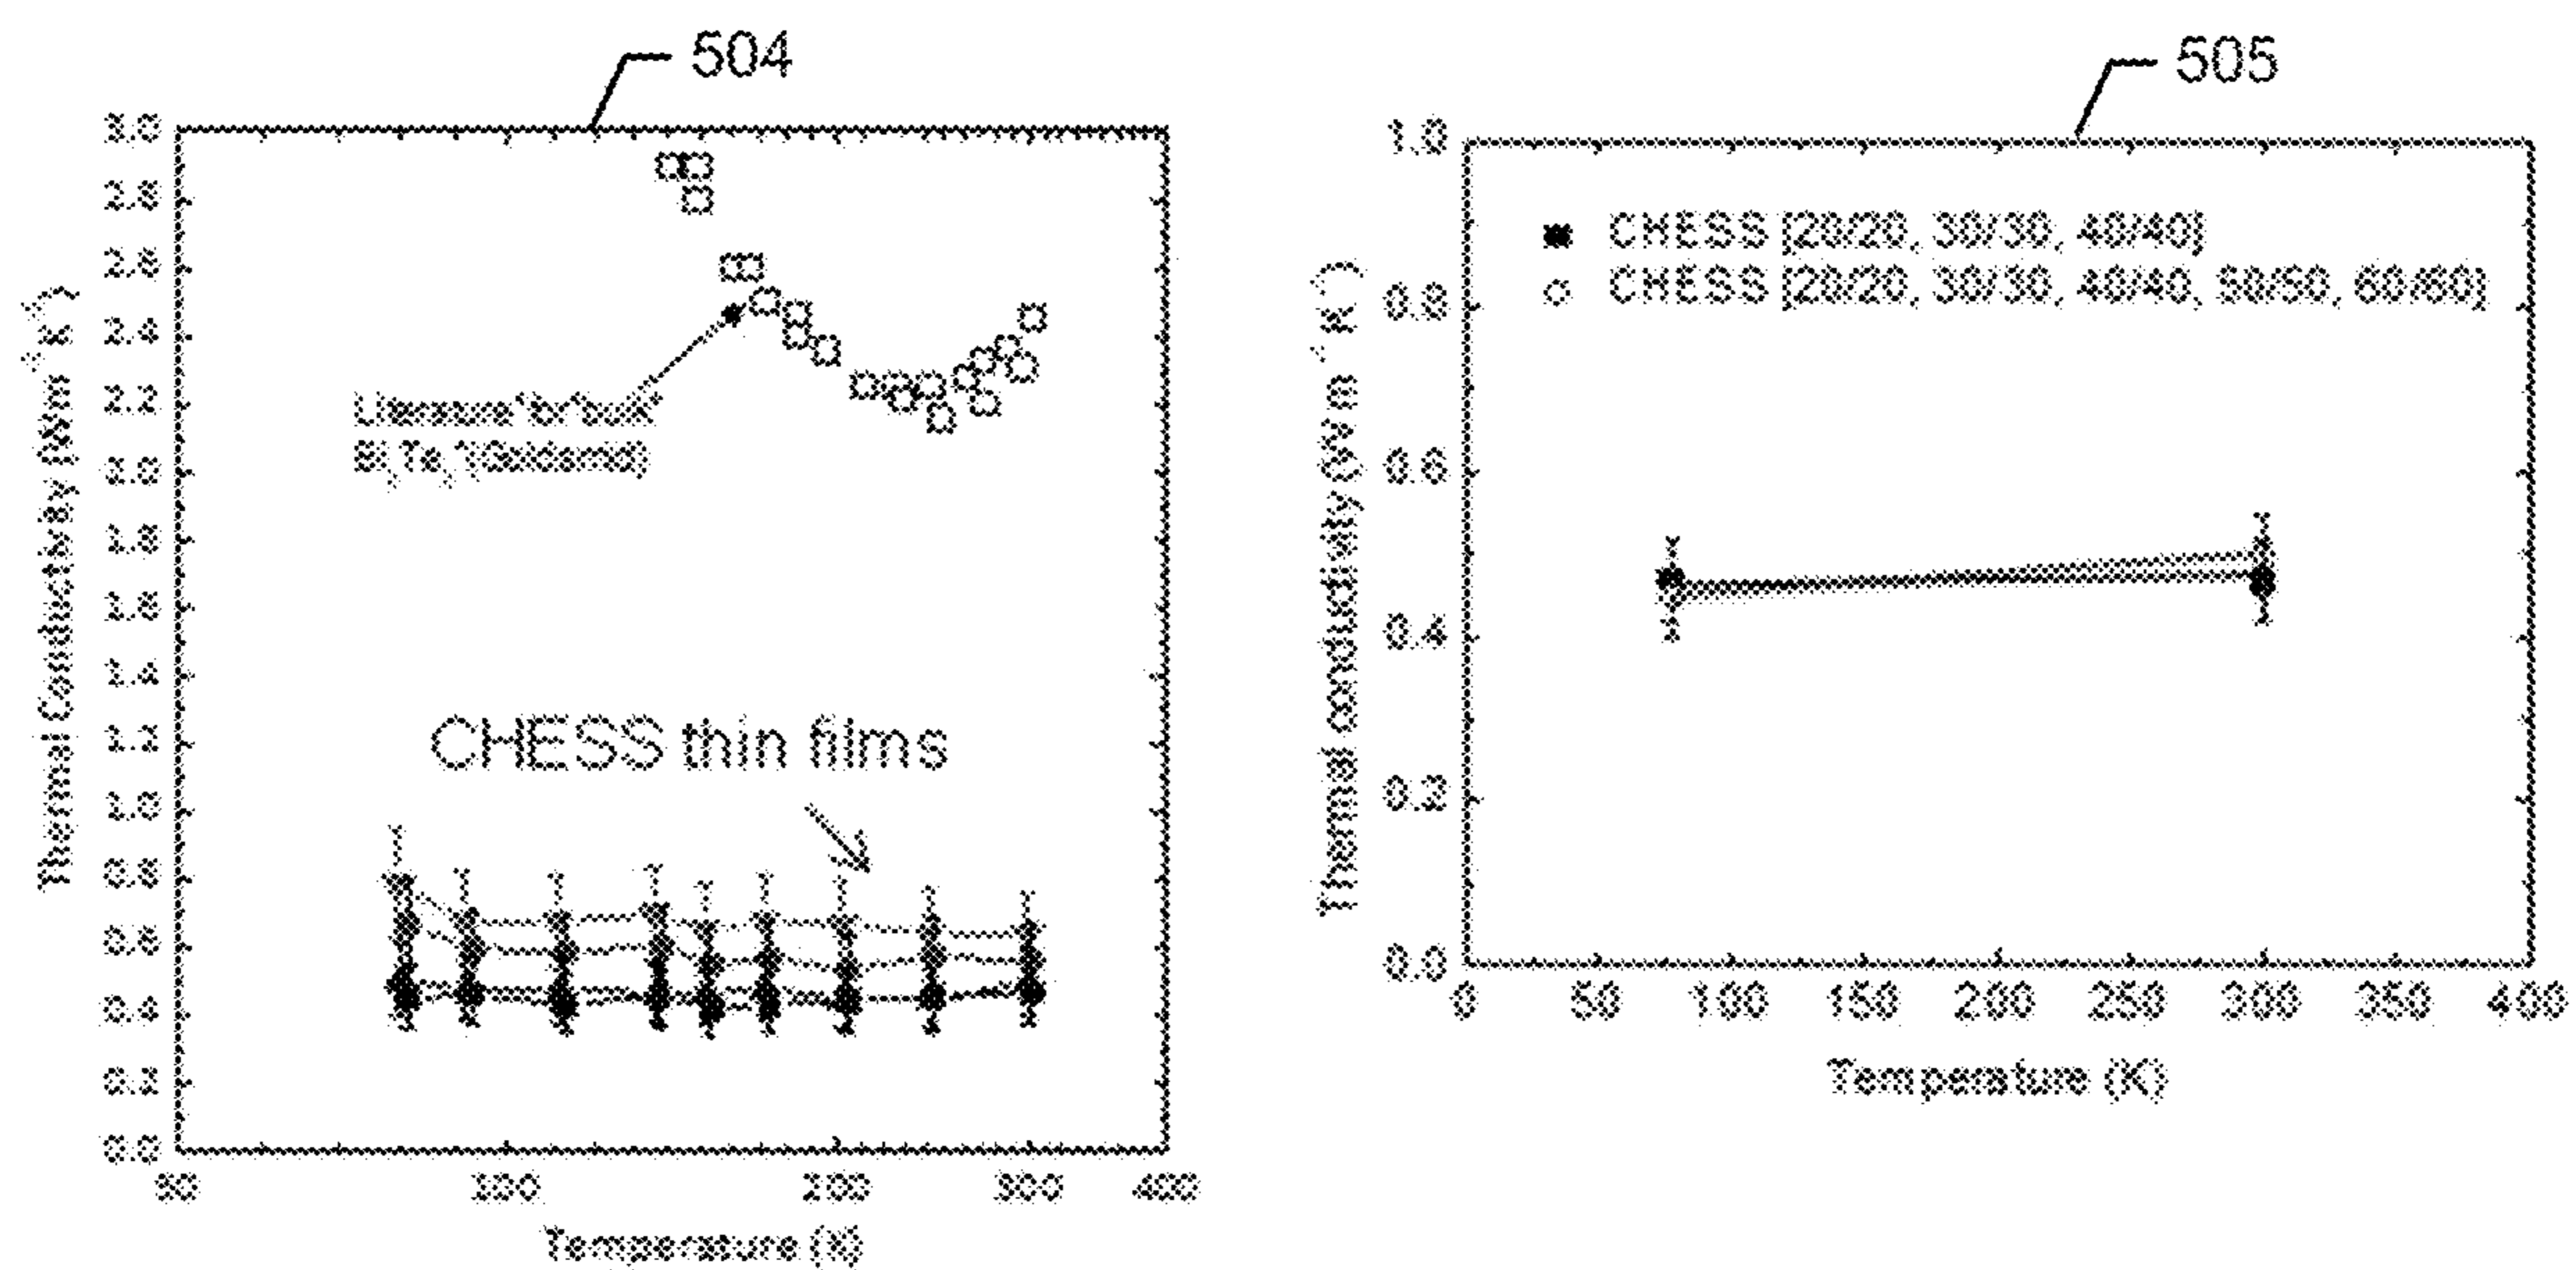 504
3.0
2.8
2.6
2.4
2.2
2.0
1.8
1.6
1.4
1.2
1.0
0.8
0.6
0.4
0.2
0.0
Thermal Conductivity (Wm⁻¹K⁻¹)
Literature for bulk
Bi₂Te₃ (Goldsmid)
CHESS thin films
50 100 200 300 400
Temperature (K)
505
1.0
0.8
0.6
0.4
0.2
0.0
Thermal conductivity (W m⁻¹ K⁻¹)
CHESS [20/20, 30/30, 40/40]
CHESS [20/20, 30/30, 40/40, 50/50, 60/60]
0 50 100 150 200 250 300 350 400
Temperature (K)